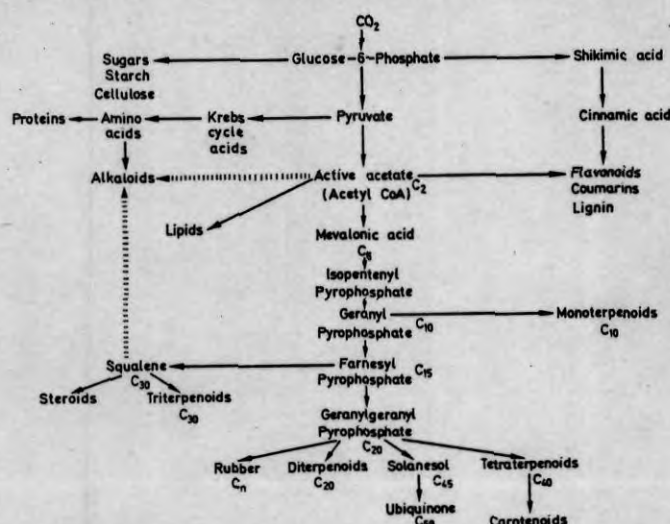 CO2
Sugars Glucose-6-Phosphate Shikimic acid
Starch
Cellulose
Proteins Amino acids Krebs cycle acids Pyruvate Cinnamic acid
Alkaloids Active acetate C2 Flavonoids
(Acetyl CoA) Coumarins
Lignin
Lipids
Mevalonic acid
Isopentenyl
Pyrophosphate
Geranyl Monoterpenoids
Pyrophosphate C10 C10
Squalene Farnesyl
C30 Pyrophosphate C15
Steroids Triterpenoids
C30
Geranylgeranyl
Pyrophosphate
C20
Rubber Diterpenoids Solanesol Tetraterpenoids
Cn C20 C45 C40
Ubiquinone Carotenoids